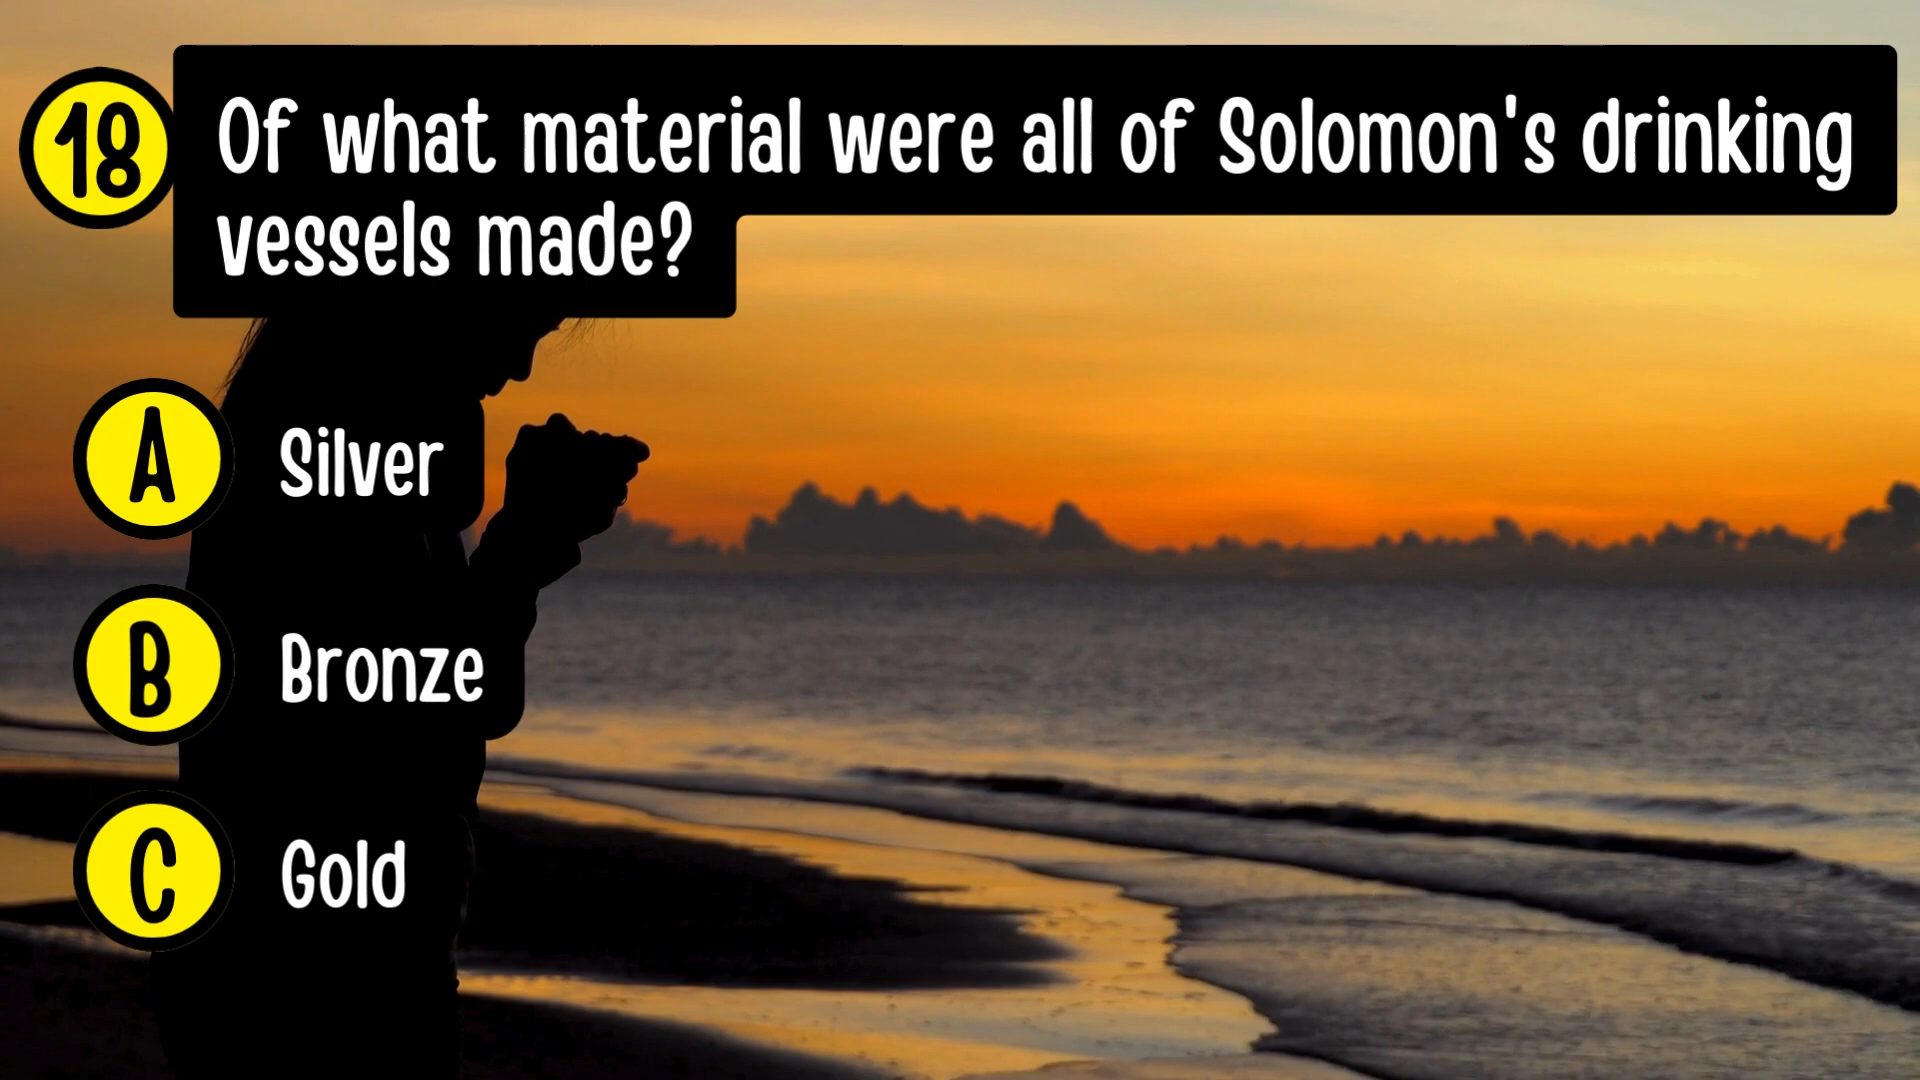 18
Of what material were all of Solomon's drinking
vessels made?
A Silver
B Bronze
C Gold